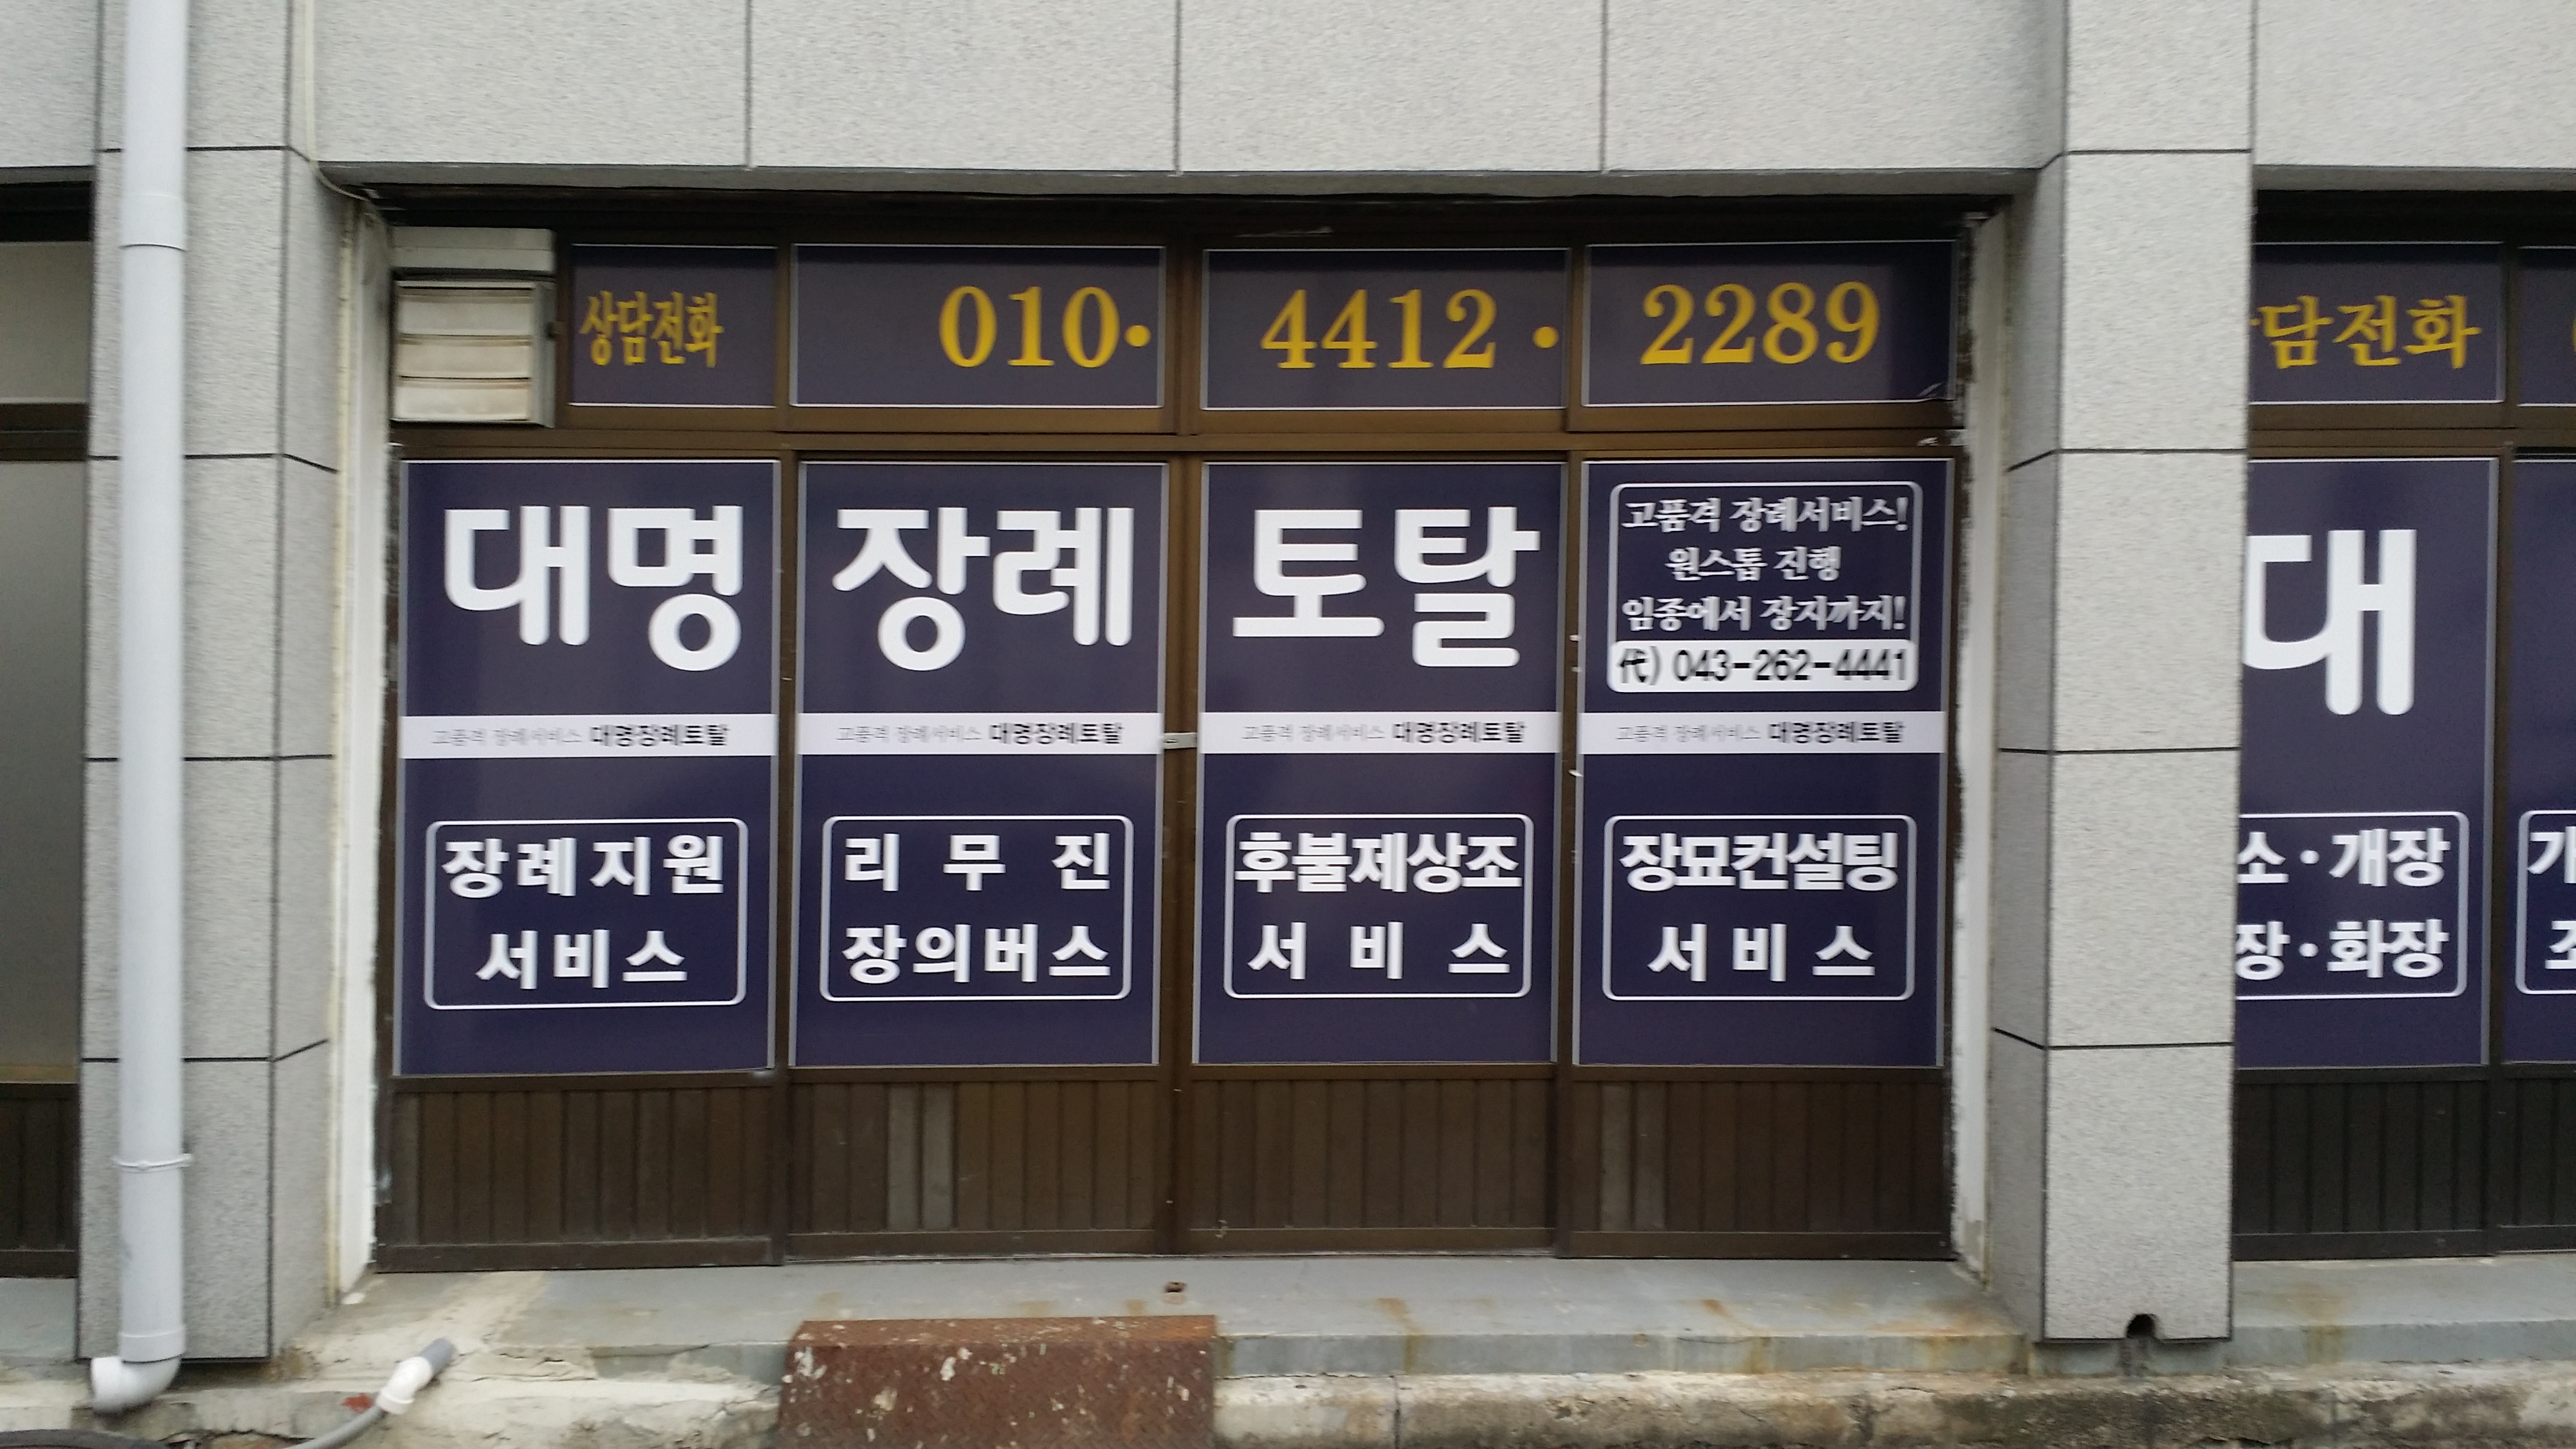 상담전화 010· 4412· 2289
대명 장례 토탈
고품격 장례서비스!
원스톱 진행
임종에서 장지까지!
代) 043-262-4441
고품격 장례서비스 대명장례토탈
고품격 장례서비스 대명장례토탈
고품격 장례서비스 대명장례토탈
고품격 장례서비스 대명장례토탈
장례지원
서비스
리무진
장의버스
후불제상조
서비스
장묘컨설팅
서비스
담전화
대
소·개장
장·화장